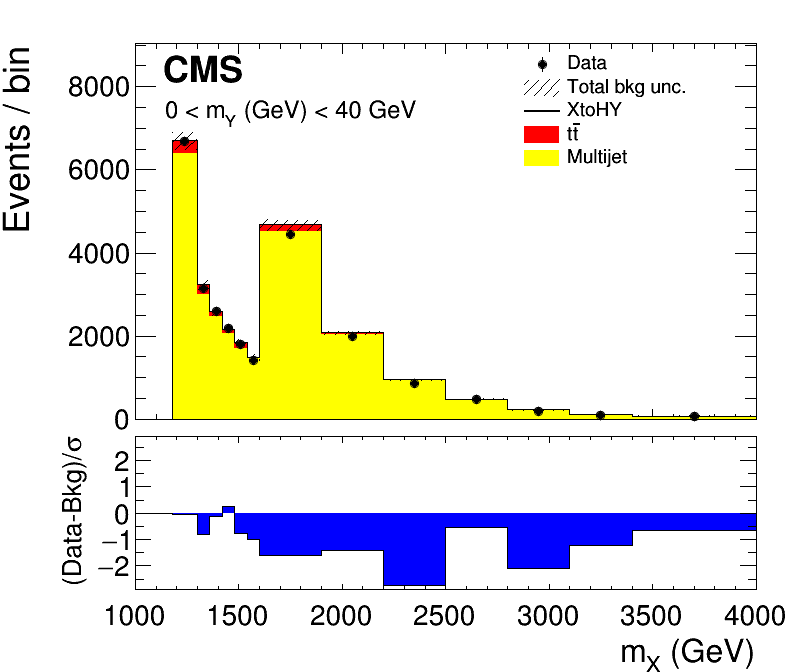 Events / bin
8000
6000
4000
2000
0
CMS
0 < m_Y (GeV) < 40 GeV
Data
Total bkg unc.
XtoHY
tt̄
Multijet
(Data-Bkg)/σ
2
1
0
−1
−2
1000 1500 2000 2500 3000 3500 4000
m_X (GeV)